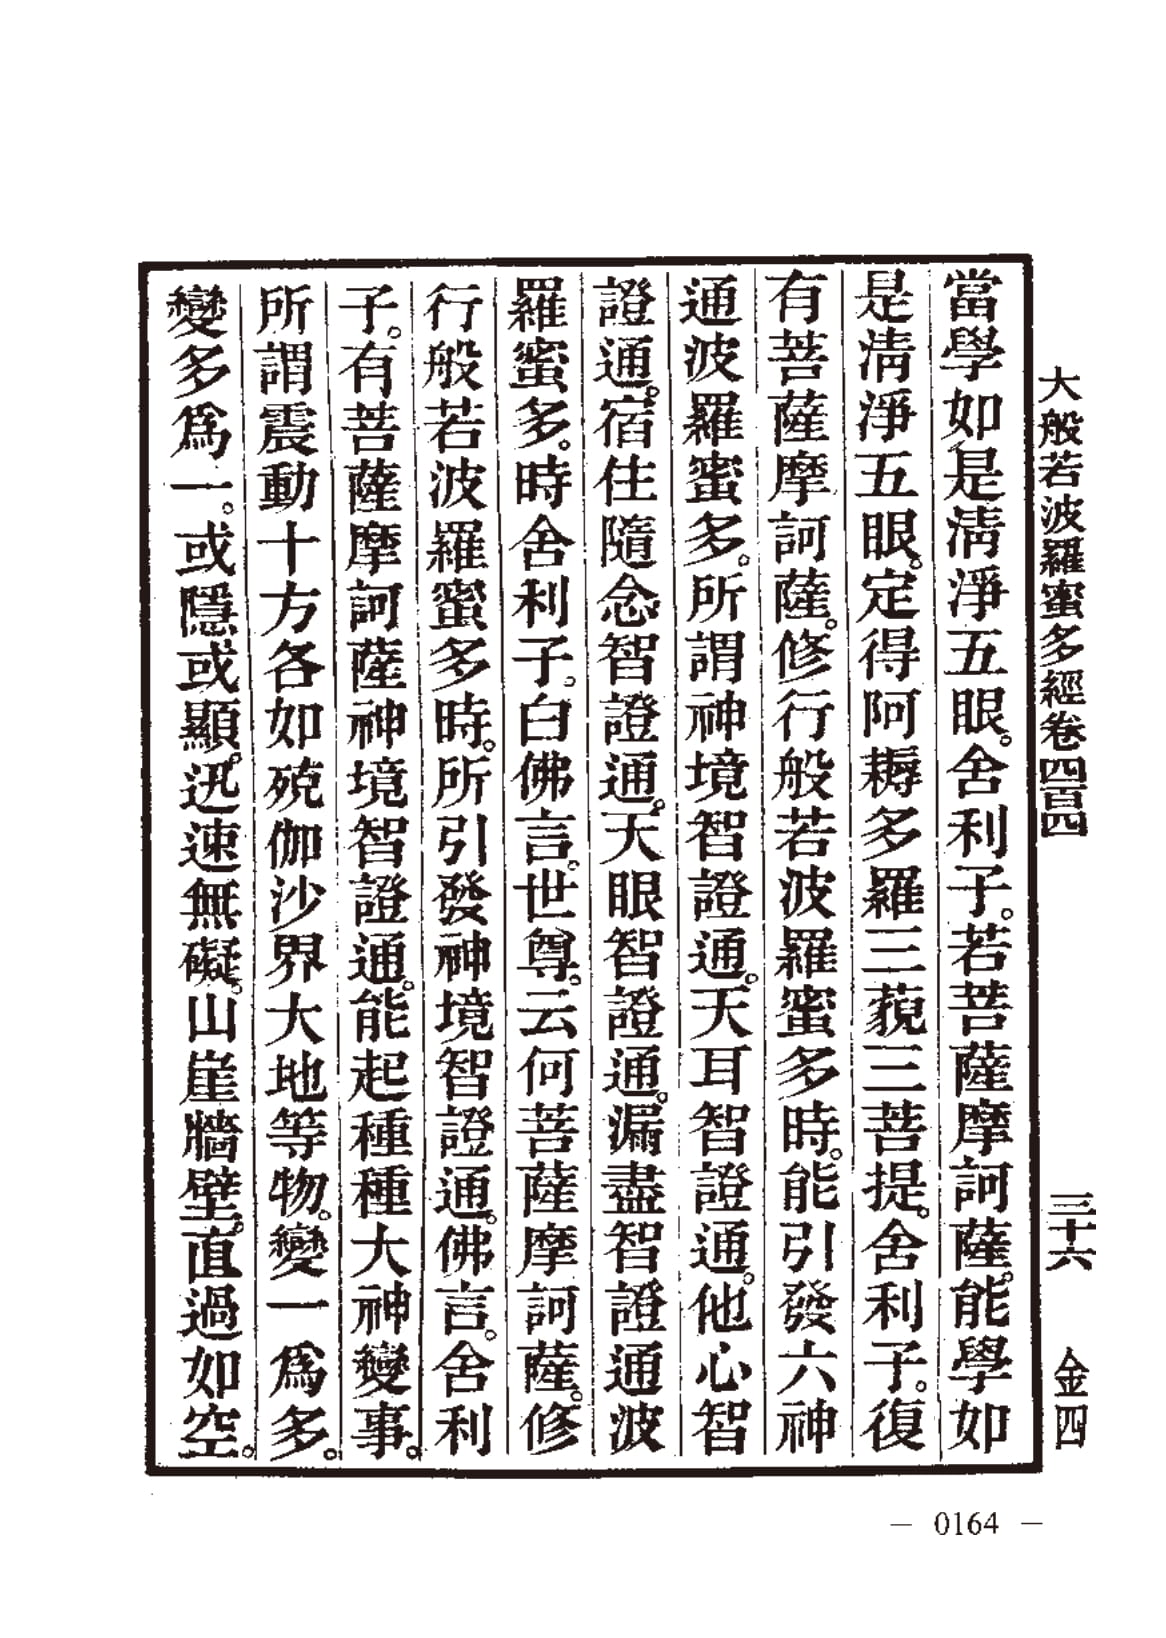 大般若波羅蜜多經卷四百四 三十六 金四
當學如是淸淨五眼。舍利子。若菩薩摩訶薩。能學如
是淸淨五眼。定得阿耨多羅三藐三菩提。舍利子。復
有菩薩摩訶薩。修行般若波羅蜜多時。能引發六神
通波羅蜜多。所謂神境智證通。天耳智證通。他心智
證通。宿住隨念智證通。天眼智證通。漏盡智證通波
羅蜜多。時舍利子。白佛言。世尊。云何菩薩摩訶薩。修
行般若波羅蜜多時。所引發神境智證通。佛言。舍利
子。有菩薩摩訶薩神境智證通。能起種種大神變事。
所謂震動十方各如殑伽沙界大地等物。變一爲多。
變多爲一。或隱或顯。迅速無礙。山崖牆壁。直過如空。
— 0164 —